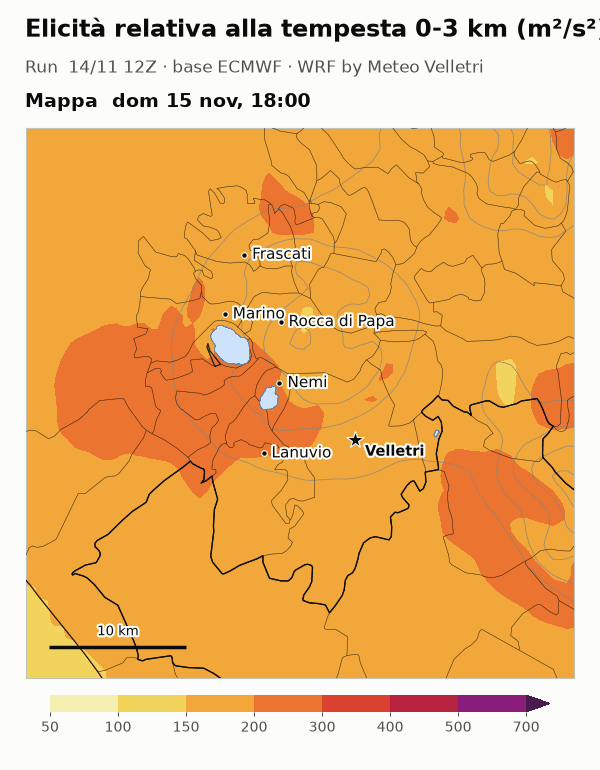 Elicità relativa alla tempesta 0-3 km (m²/s²)
Run 14/11 12Z · base ECMWF · WRF by Meteo Velletri
Mappa dom 15 nov, 18:00
Frascati
Marino
Rocca di Papa
Nemi
Velletri
Lanuvio
10 km
50 100 150 200 300 400 500 700